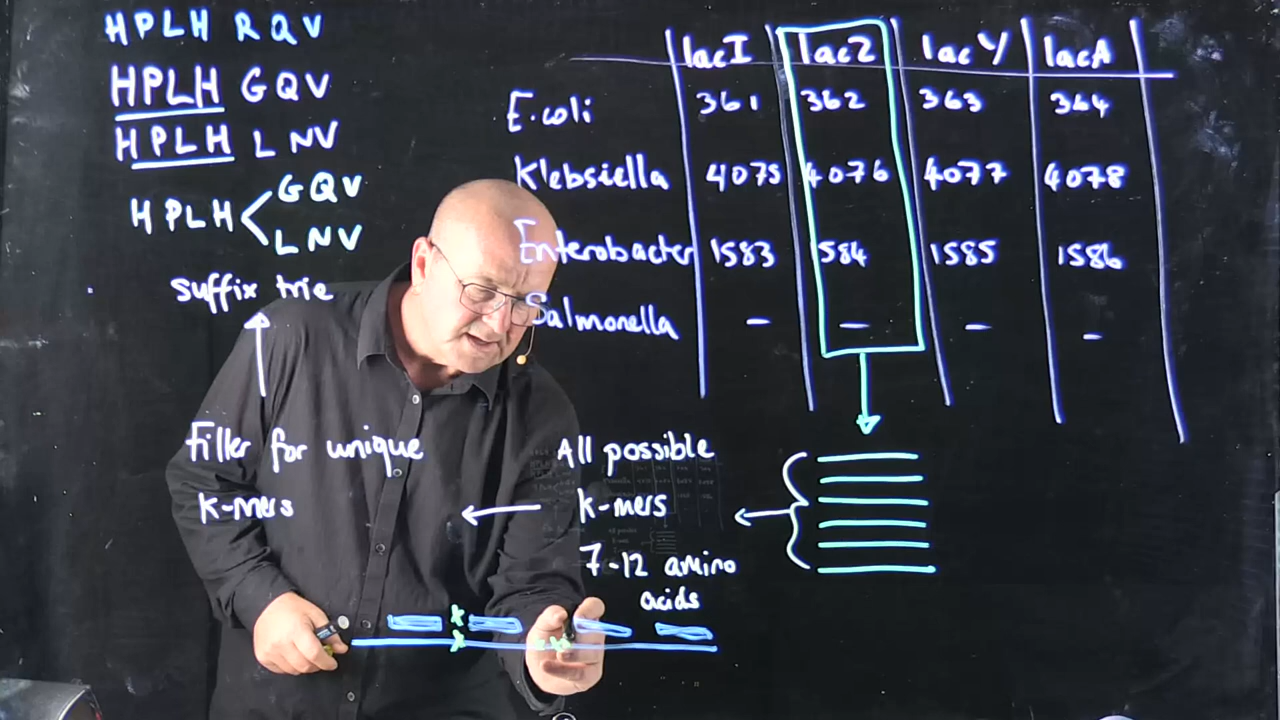 HPLH RQV
HPLH GQV
HPLH LNV
HPLH < GQV
LNV
suffix trie
Filter for unique
k-mers
lacI lacZ lacY lacA
E.coli 361 362 363 364
Klebsiella 4075 4076 4077 4078
Enterobacter 1583 584 1585 1586
Salmonella - - - -
All possible
k-mers
7-12 amino
acids